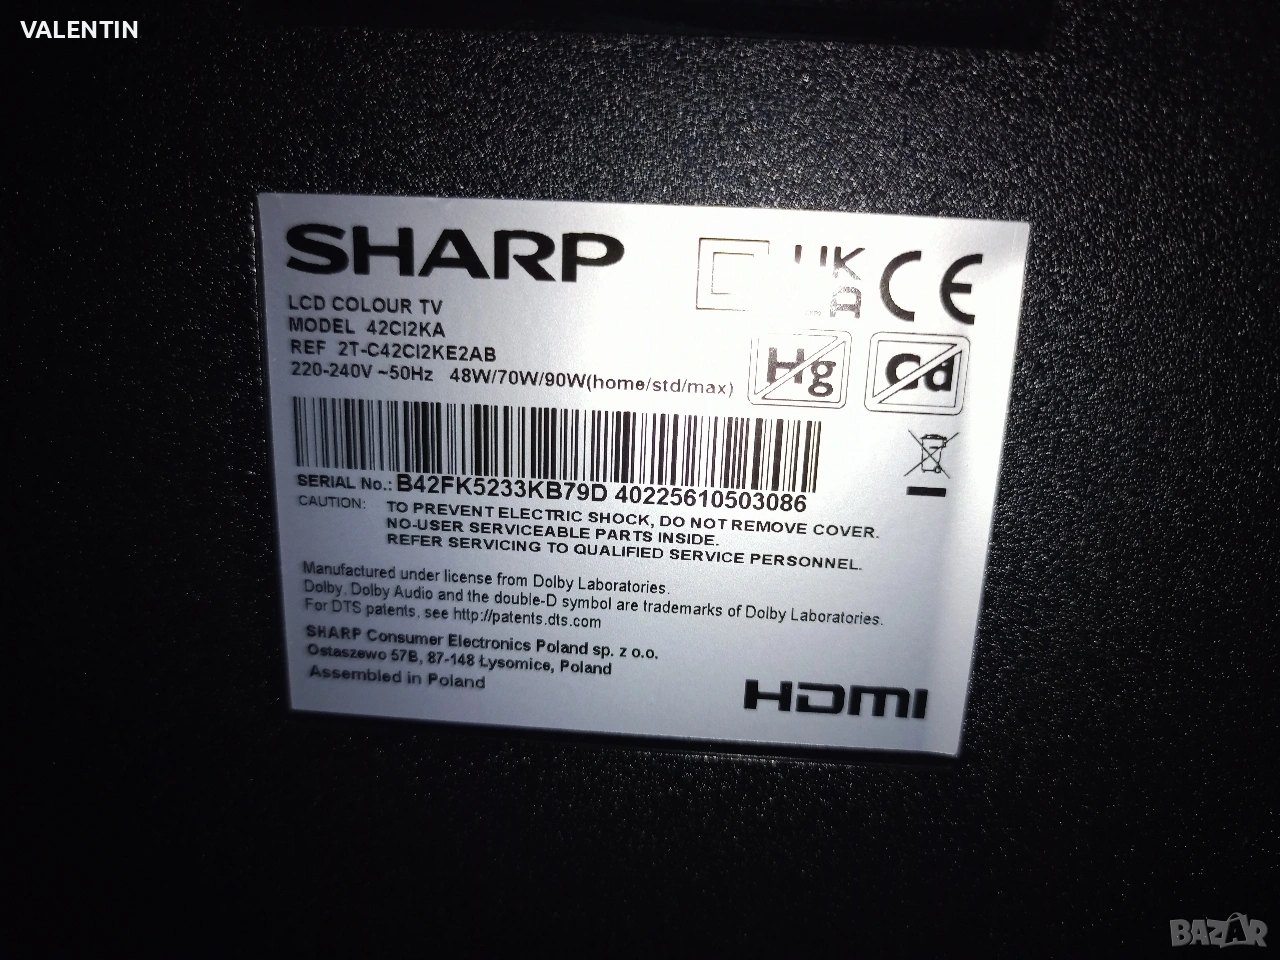 VALENTIN
SHARP
UK
CA
CE
LCD COLOUR TV
MODEL 42CI2KA
REF 2T-C42CI2KE2AB
220-240V ~50Hz 48W/70W/90W(home/std/max)
Hg
Cd
SERIAL No.: B42FK5233KB79D 40225610503086
CAUTION: TO PREVENT ELECTRIC SHOCK, DO NOT REMOVE COVER.
NO-USER SERVICEABLE PARTS INSIDE.
REFER SERVICING TO QUALIFIED SERVICE PERSONNEL.
Manufactured under license from Dolby Laboratories.
Dolby, Dolby Audio and the double-D symbol are trademarks of Dolby Laboratories.
For DTS patents, see http://patents.dts.com
SHARP Consumer Electronics Poland sp. z o.o.
Ostaszewo 57B, 87-148 Łysomice, Poland
Assembled in Poland
HDMI
BAZAR